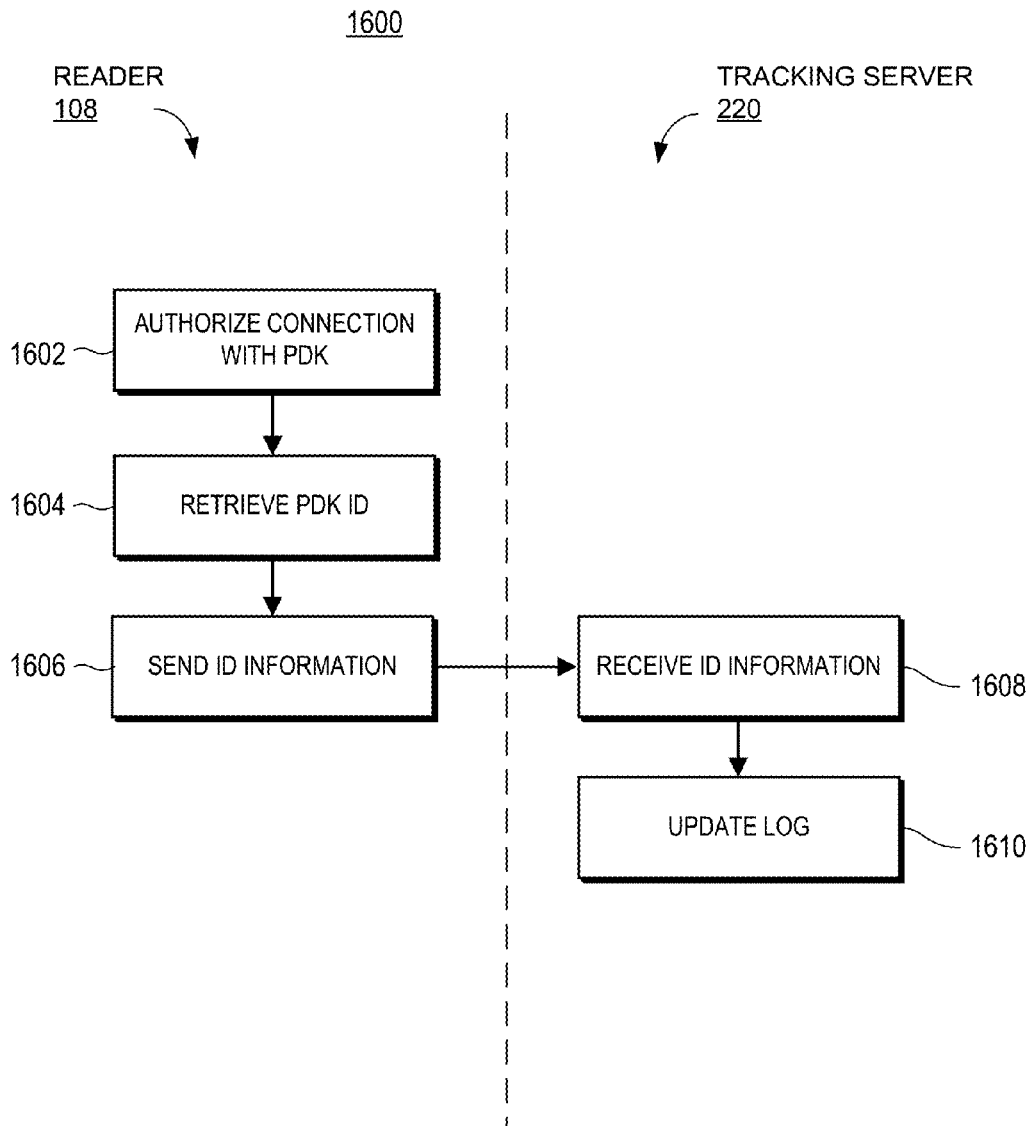 1600
READER
108
TRACKING SERVER
220
1602
AUTHORIZE CONNECTION
WITH PDK
1604
RETRIEVE PDK ID
1606
SEND ID INFORMATION
RECEIVE ID INFORMATION
1608
UPDATE LOG
1610